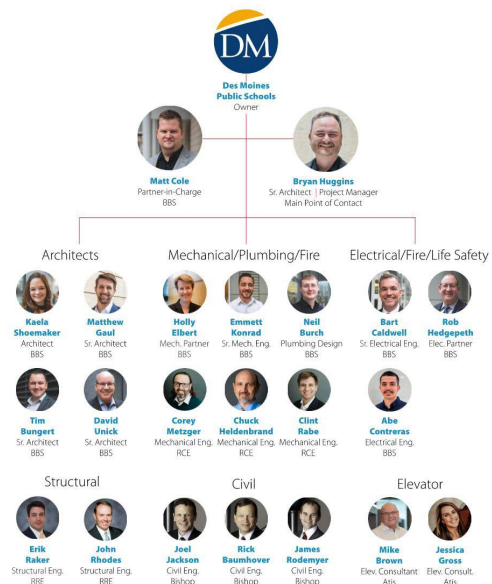 DM
Des Moines
Public Schools
Owner
Matt Cole
Partner-in-Charge
BBS
Bryan Huggins
Sr. Architect | Project Manager
Main Point of Contact
Architects
Mechanical/Plumbing/Fire
Electrical/Fire/Life Safety
Kaela
Shoemaker
Architect
BBS
Matthew
Gaul
Sr. Architect
BBS
Holly
Elbert
Mech. Partner
BBS
Emmett
Konrad
Sr. Mech. Eng.
BBS
Neil
Burch
Plumbing Design
BBS
Bart
Caldwell
Sr. Electrical Eng.
BBS
Rob
Hedgepeth
Elec. Partner
BBS
Tim
Bungert
Sr. Architect
BBS
David
Unick
Sr. Architect
BBS
Corey
Metzger
Mechanical Eng.
RCE
Chuck
Heldenbrand
Mechanical Eng.
RCE
Clint
Rabe
Mechanical Eng.
RCE
Abe
Contreras
Electrical Eng.
BBS
Structural
Civil
Elevator
Erik
Raker
Structural Eng.
RRE
John
Rhodes
Structural Eng.
RRE
Joel
Jackson
Civil Eng.
Bishop
Rick
Baumhover
Civil Eng.
Bishop
James
Rodemyer
Civil Eng.
Bishop
Mike
Brown
Elev. Consultant
Atis
Jessica
Gross
Elev. Consult.
Atis